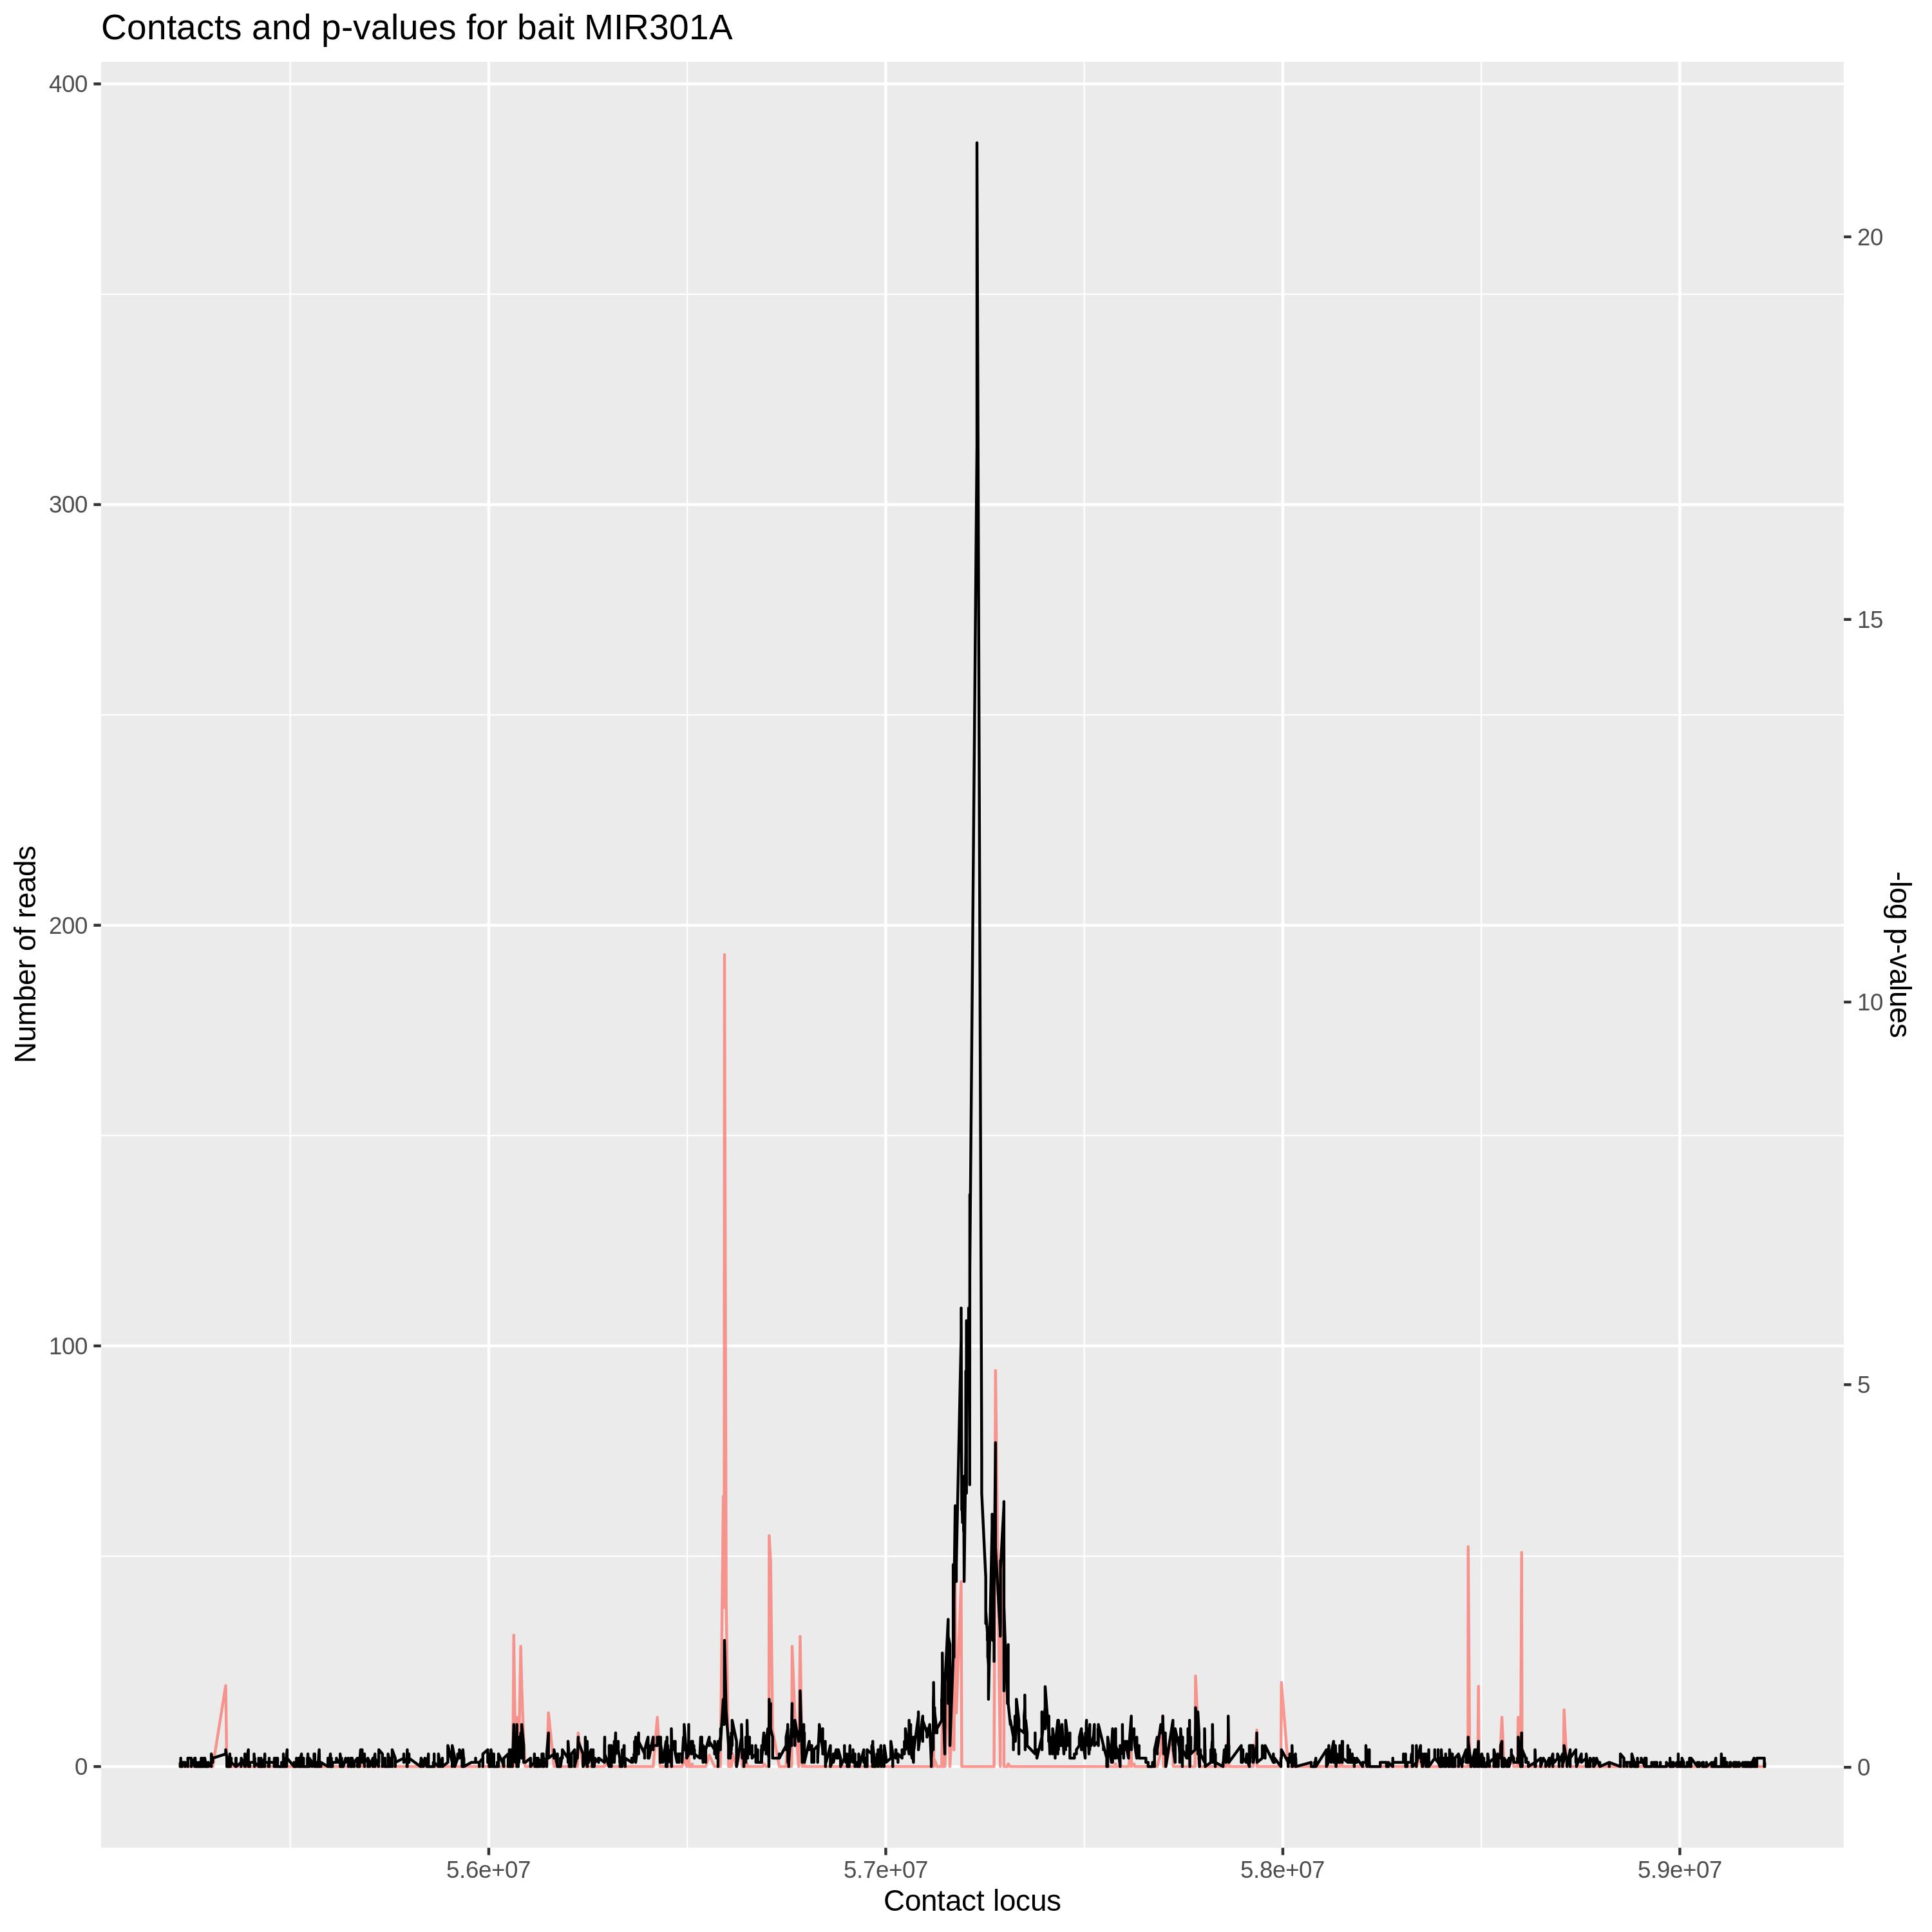 Contacts and p-values for bait MIR301A
400
300
200
100
0
Number of reads
20
15
10
5
0
-log p-values
5.6e+07
5.7e+07
5.8e+07
5.9e+07
Contact locus